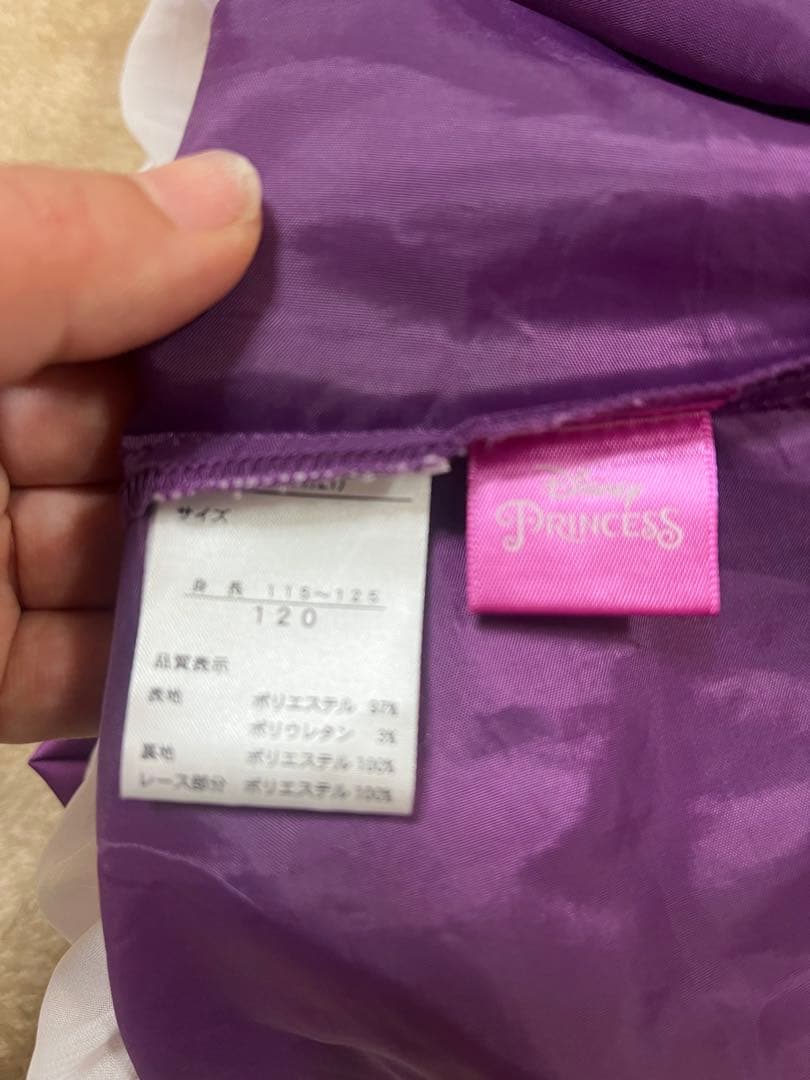 サイズ
身長 115～125
120
品質表示
表地 ポリエステル 97%
ポリウレタン 3%
裏地 ポリエステル 100%
レース部分 ポリエステル 100%
Disney
PRINCESS